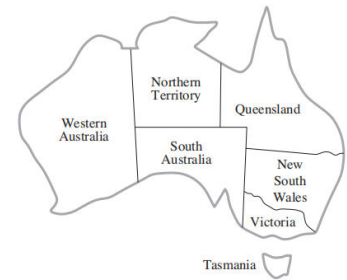 Northern
Territory
Western
Australia
Queensland
South
Australia
New
South
Wales
Victoria
Tasmania